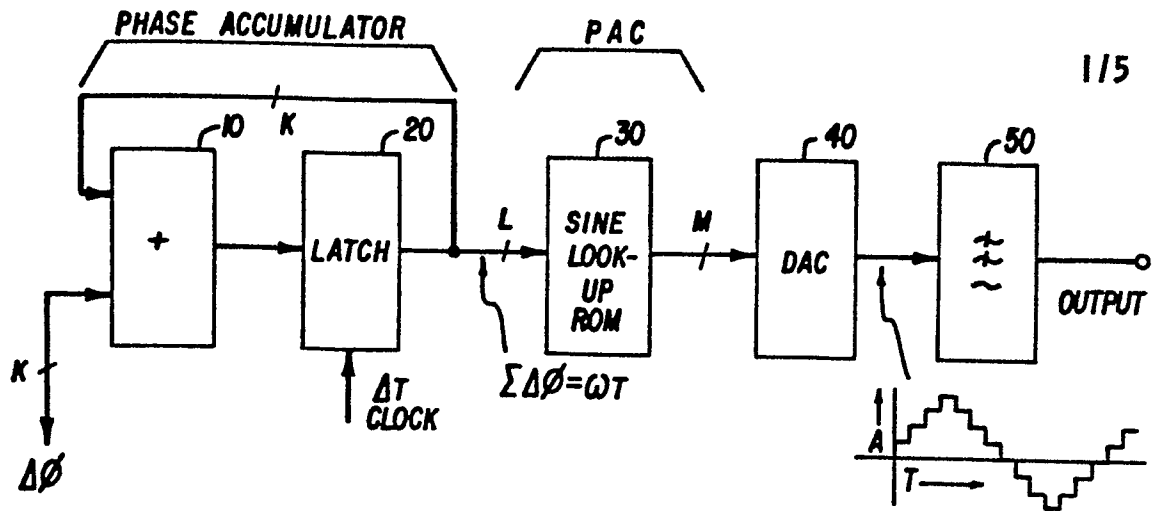 PHASE ACCUMULATOR
PAC
1/5
K
10
20
30
40
50
+
LATCH
L
SINE
LOOK-
UP
ROM
M
DAC
OUTPUT
K
ΔT
CLOCK
ΣΔØ=ωT
ΔØ
A
T